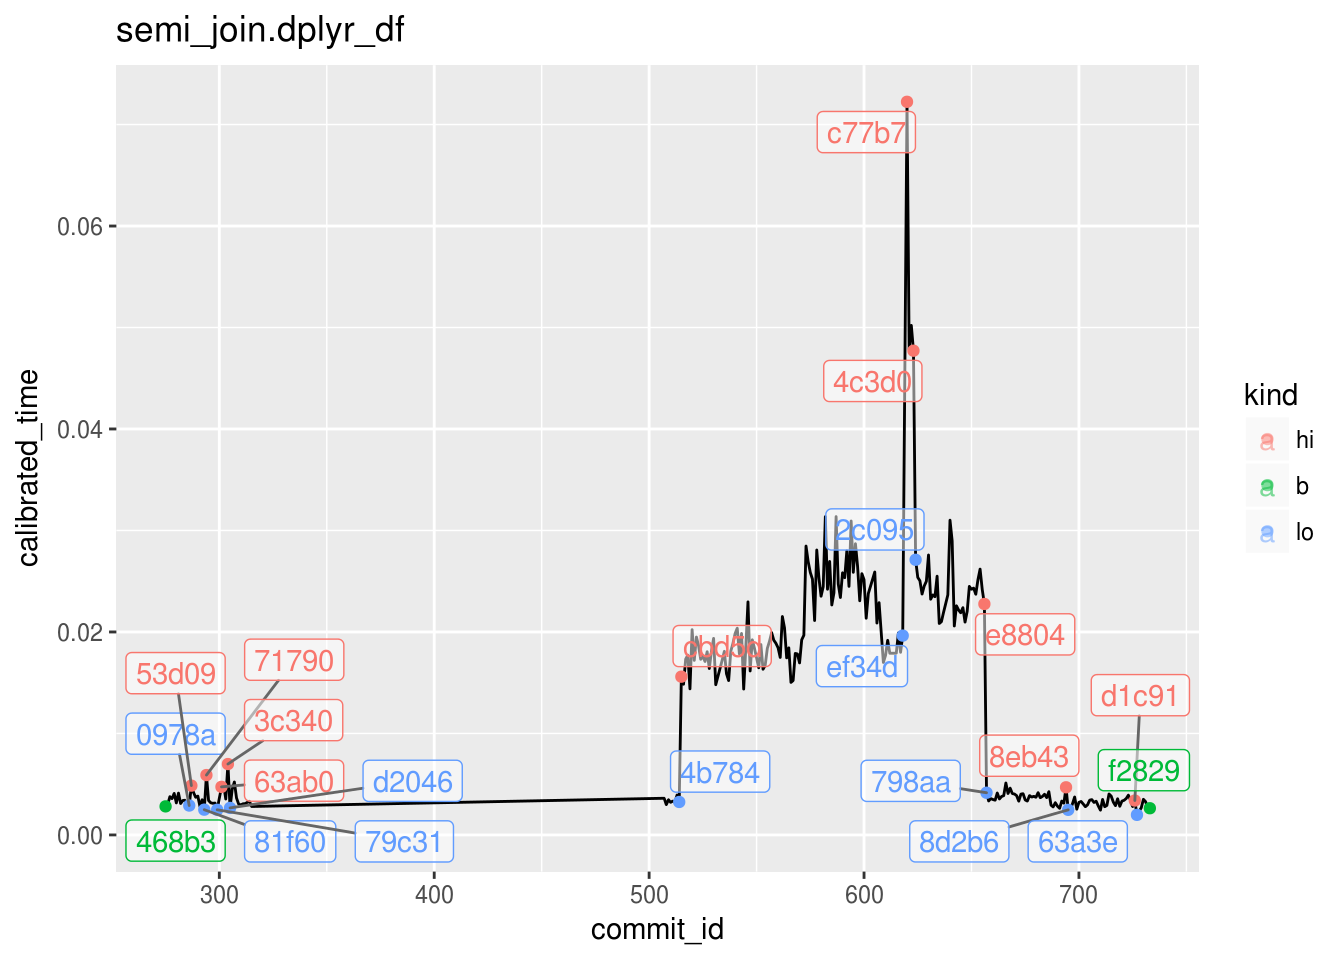 semi_join.dplyr_df
calibrated_time
0.06
0.04
0.02
0.00
c77b7
4c3d0
2c095
ef34d
e8804
53d09
71790
0978a
3c340
63ab0
d2046
468b3
81f60
79c31
4b784
798aa
8eb43
d1c91
f2829
8d2b6
63a3e
300
400
500
600
700
commit_id
kind
a hi
a b
a lo